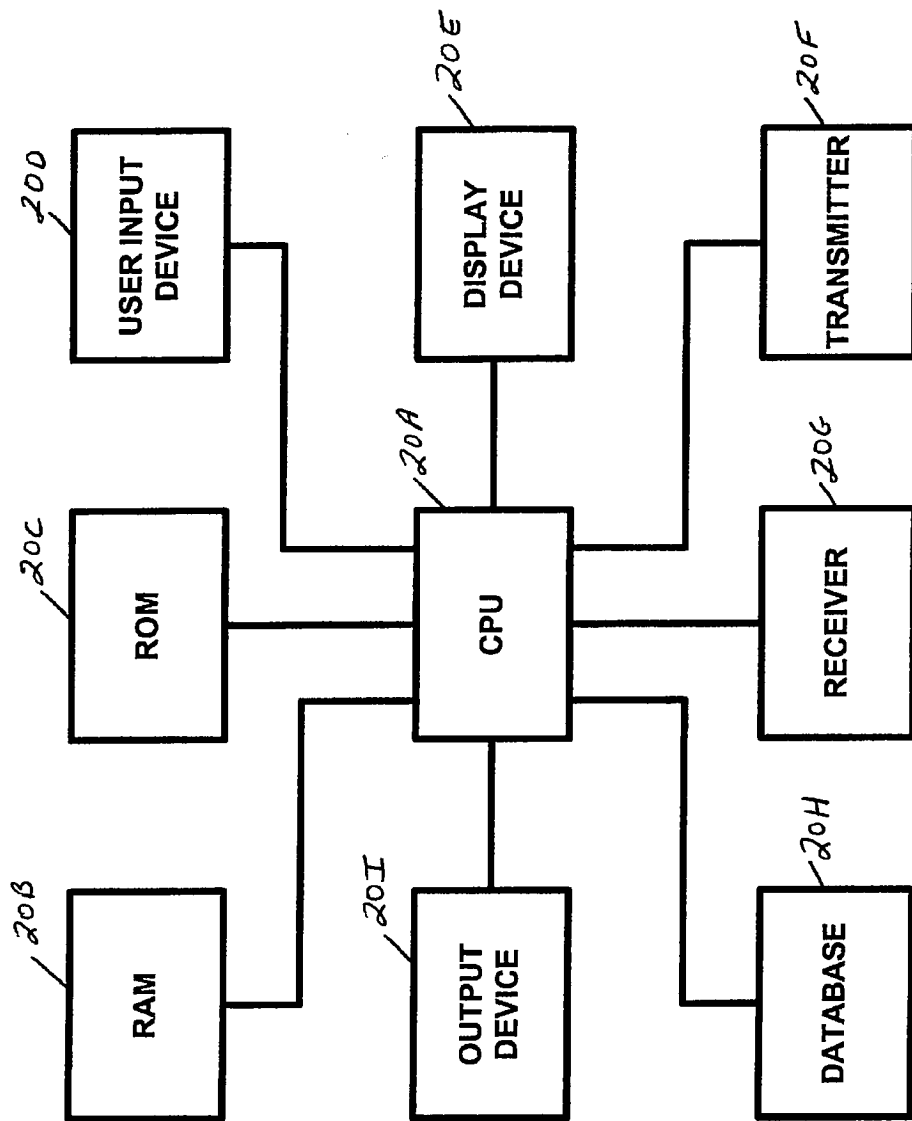 20B
RAM
20C
ROM
20D
USER INPUT
DEVICE
20I
OUTPUT
DEVICE
20A
CPU
20E
DISPLAY
DEVICE
20H
DATABASE
20G
RECEIVER
20F
TRANSMITTER